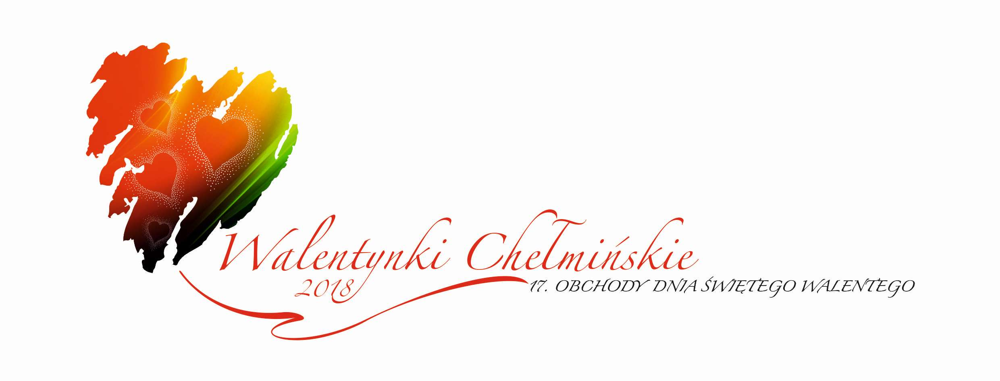 Walentynki Chełmińskie
2018
17. OBCHODY DNIA ŚWIĘTEGO WALENTEGO